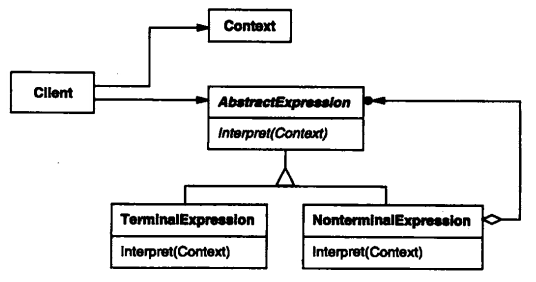 Context
Client
AbstractExpression
Interpret(Context)
TerminalExpression
Interpret(Context)
NonterminalExpression
Interpret(Context)